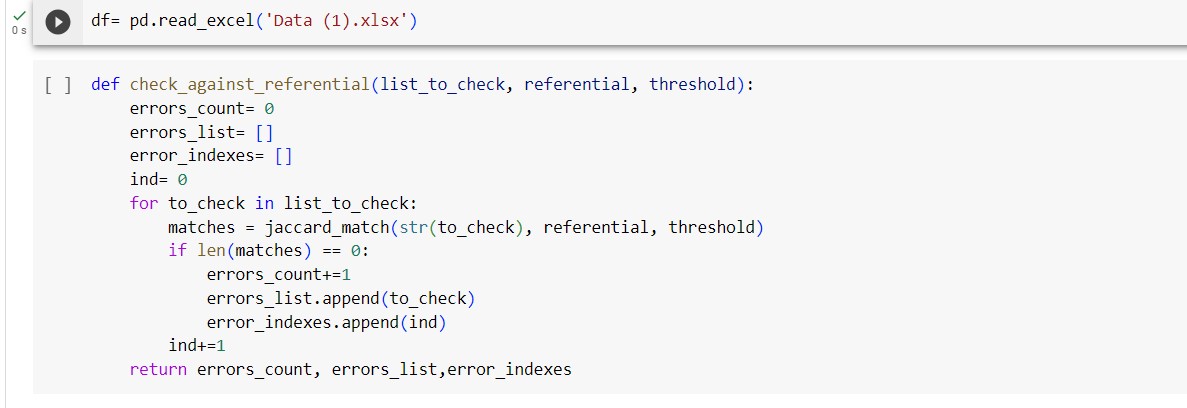 df= pd.read_excel('Data (1).xlsx')
0 s
[ ] def check_against_referential(list_to_check, referential, threshold):
errors_count= 0
errors_list= []
error_indexes= []
ind= 0
for to_check in list_to_check:
matches = jaccard_match(str(to_check), referential, threshold)
if len(matches) == 0:
errors_count+=1
errors_list.append(to_check)
error_indexes.append(ind)
ind+=1
return errors_count, errors_list,error_indexes